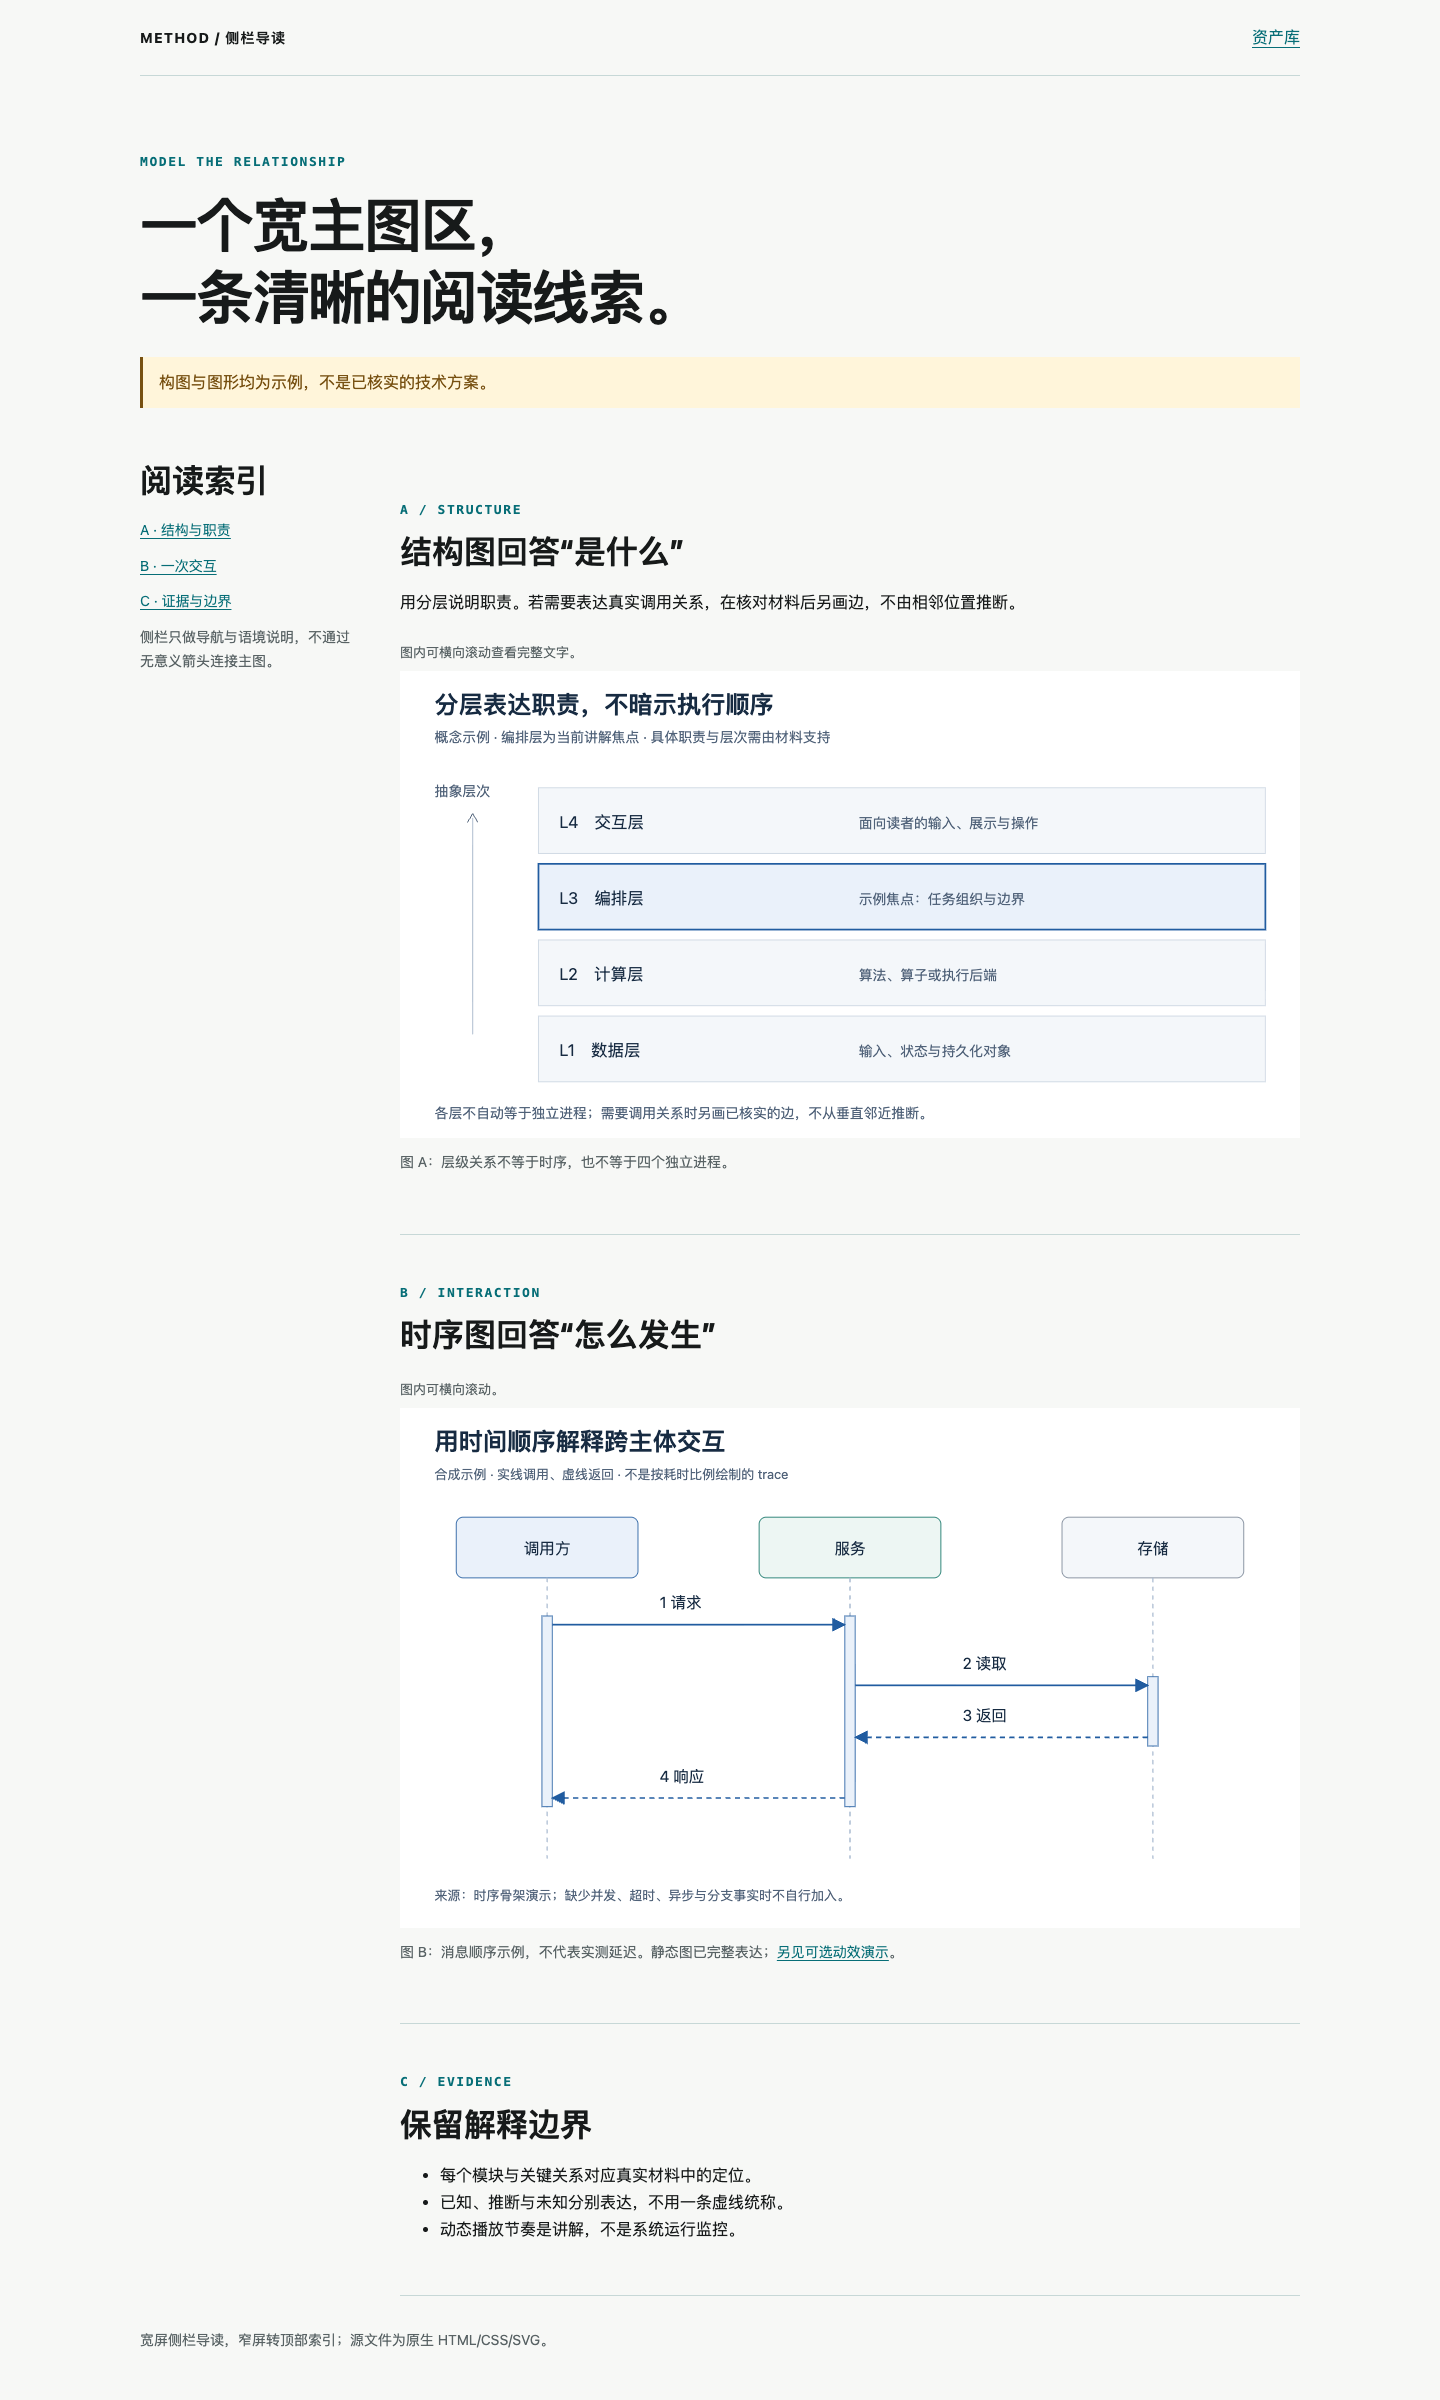 METHOD / 侧栏导读
资产库
MODEL THE RELATIONSHIP
一个宽主图区，
一条清晰的阅读线索。
构图与图形均为示例，不是已核实的技术方案。
阅读索引
A · 结构与职责
B · 一次交互
C · 证据与边界
侧栏只做导航与语境说明，不通过
无意义箭头连接主图。
A / STRUCTURE
结构图回答“是什么”
用分层说明职责。若需要表达真实调用关系，在核对材料后另画边，不由相邻位置推断。
图内可横向滚动查看完整文字。
分层表达职责，不暗示执行顺序
概念示例 · 编排层为当前讲解焦点 · 具体职责与层次需由材料支持
抽象层次
L4 交互层 面向读者的输入、展示与操作
L3 编排层 示例焦点：任务组织与边界
L2 计算层 算法、算子或执行后端
L1 数据层 输入、状态与持久化对象
各层不自动等于独立进程；需要调用关系时另画已核实的边，不从垂直邻近推断。
图 A：层级关系不等于时序，也不等于四个独立进程。
B / INTERACTION
时序图回答“怎么发生”
图内可横向滚动。
用时间顺序解释跨主体交互
合成示例 · 实线调用、虚线返回 · 不是按耗时比例绘制的 trace
调用方 服务 存储
1 请求
2 读取
3 返回
4 响应
来源：时序骨架演示；缺少并发、超时、异步与分支事实时不自行加入。
图 B：消息顺序示例，不代表实测延迟。静态图已完整表达；另见可选动效演示。
C / EVIDENCE
保留解释边界
• 每个模块与关键关系对应真实材料中的定位。
• 已知、推断与未知分别表达，不用一条虚线统称。
• 动态播放节奏是讲解，不是系统运行监控。
宽屏侧栏导读，窄屏转顶部索引；源文件为原生 HTML/CSS/SVG。